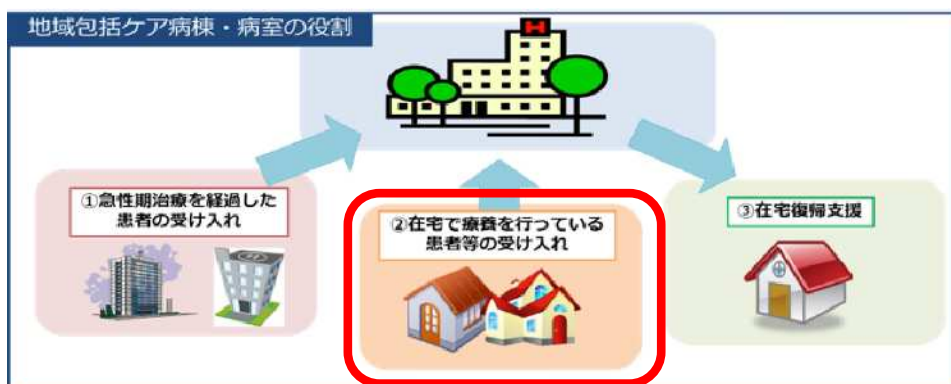 地域包括ケア病棟・病室の役割
H
①急性期治療を経過した
患者の受け入れ
②在宅で療養を行っている
患者等の受け入れ
③在宅復帰支援